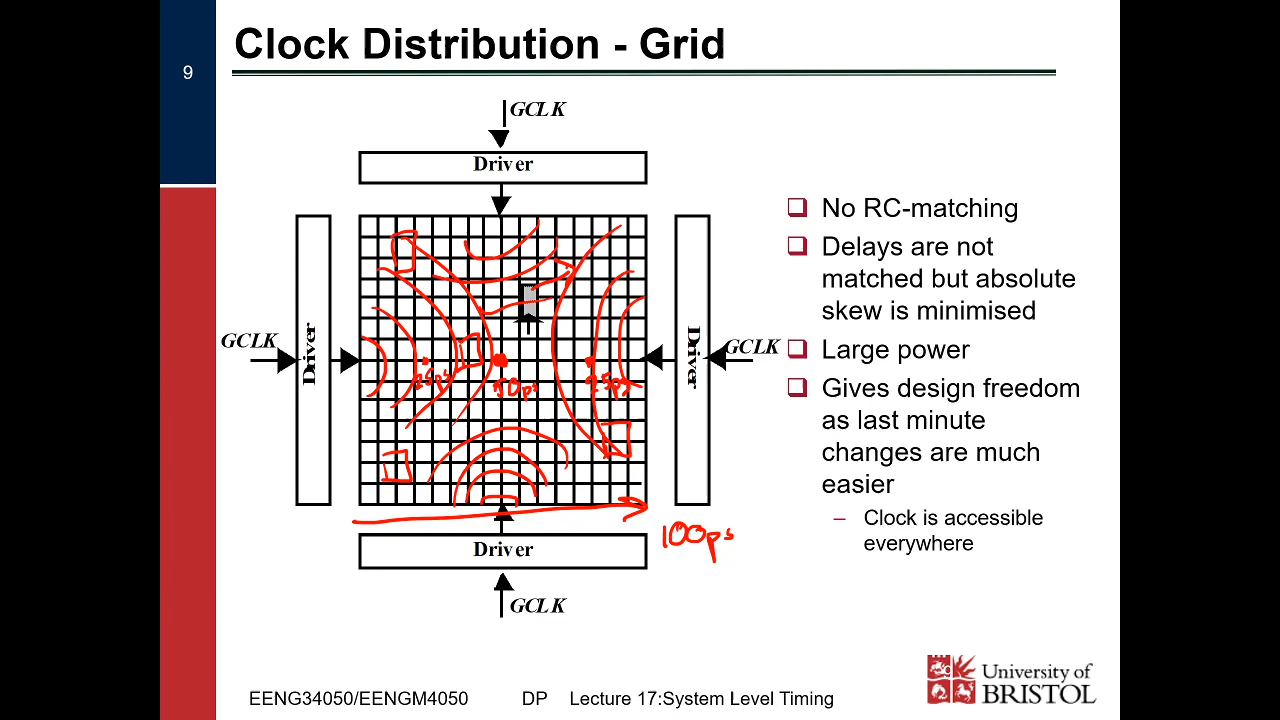 Clock Distribution - Grid
9
GCLK
Driver
Driver
GCLK
Driver
GCLK
25ps
50ps
25ps
100ps
Driver
GCLK
No RC-matching
Delays are not
matched but absolute
skew is minimised
Large power
Gives design freedom
as last minute
changes are much
easier
– Clock is accessible
everywhere
EENG34050/EENGM4050 DP Lecture 17:System Level Timing
University of
BRISTOL